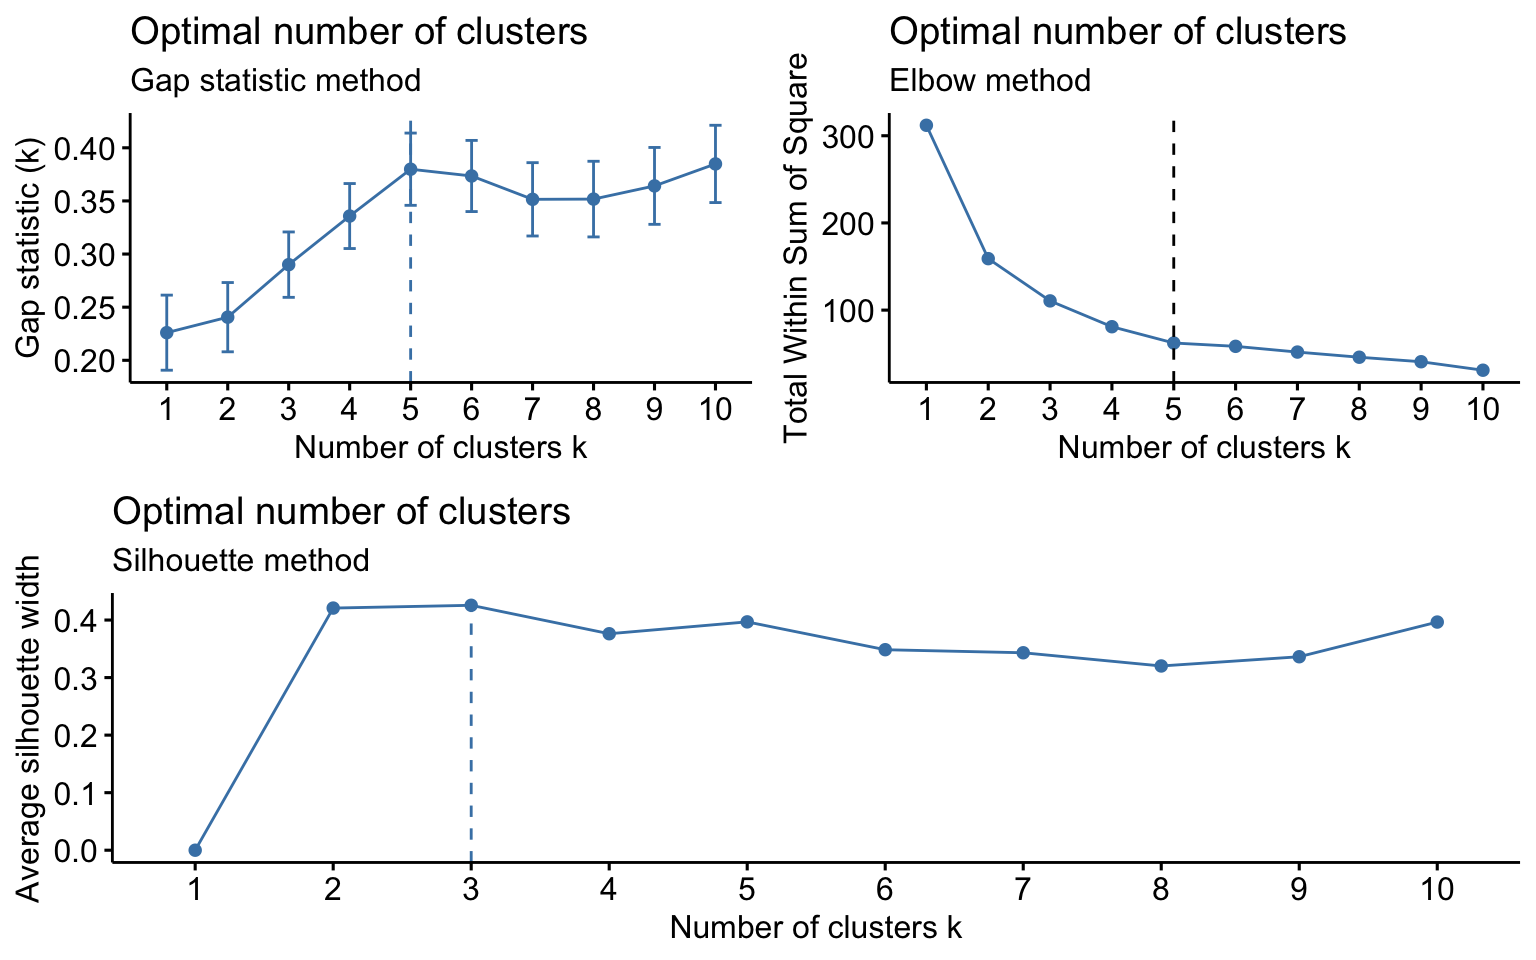 Optimal number of clusters
Gap statistic method
Gap statistic (k)
0.40
0.35
0.30
0.25
0.20
1 2 3 4 5 6 7 8 9 10
Number of clusters k
Optimal number of clusters
Elbow method
Total Within Sum of Square
300
200
100
1 2 3 4 5 6 7 8 9 10
Number of clusters k
Optimal number of clusters
Silhouette method
Average silhouette width
0.4
0.3
0.2
0.1
0.0
1 2 3 4 5 6 7 8 9 10
Number of clusters k